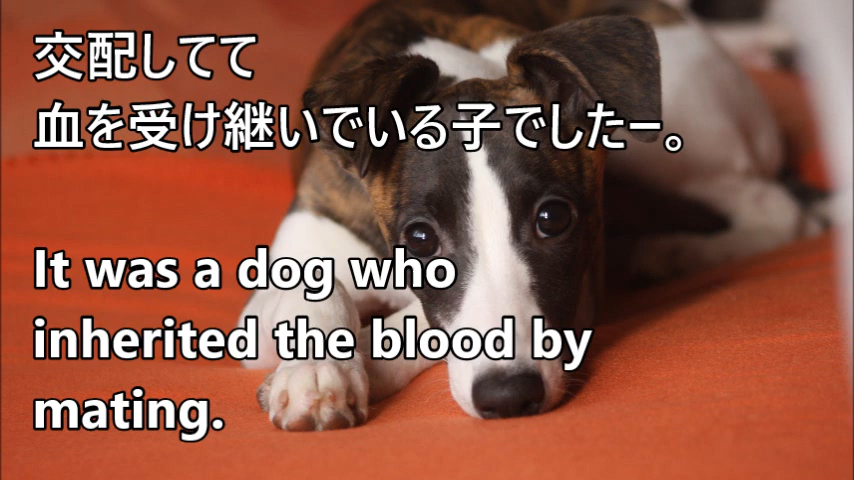 交配してて
血を受け継いでいる子でしたー。
It was a dog who
inherited the blood by
mating.